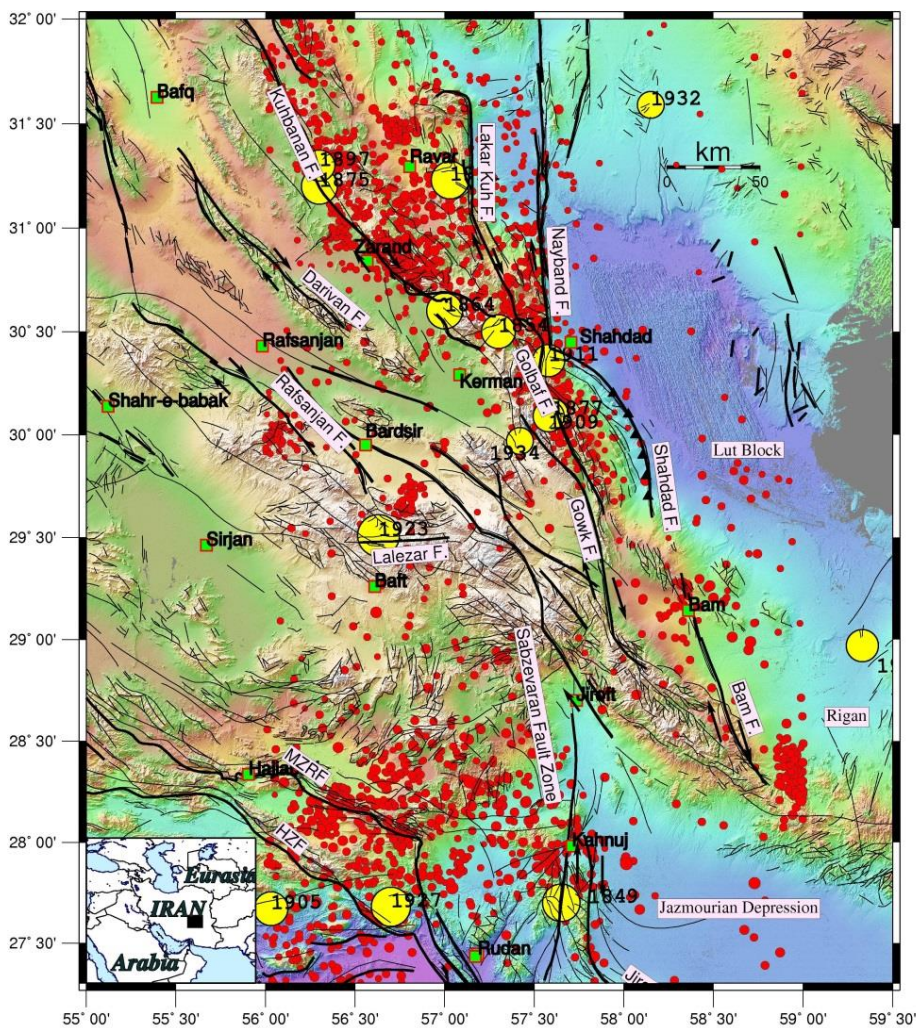 32° 00'
31° 30'
31° 00'
30° 30'
30° 00'
29° 30'
29° 00'
28° 30'
28° 00'
27° 30'
Bafq
Kuhbanan F.
1897
1875
Ravar
Lakar Kuh F.
1932
km
0 50
Nayband F.
Zarand
Darivan F.
1864
1854
Shahdad
1911
Rafsanjan
Kerman
Golbaf F.
Shahr-e-babak
Rafsanjan F.
Bardsir
1877
1909
1934
Lut Block
Shahdad F.
Gowk F.
1923
Lalezar F.
Sirjan
Baft
Bam
Sabzevaran Fault Zone
Jiroft
Bam F.
Rigan
MZRF
HZF
Kahnuj
1905
1927
1849
Jazmourian Depression
Rudan
Eurasia
IRAN
Arabia
55° 00' 55° 30' 56° 00' 56° 30' 57° 00' 57° 30' 58° 00' 58° 30' 59° 00' 59° 30'